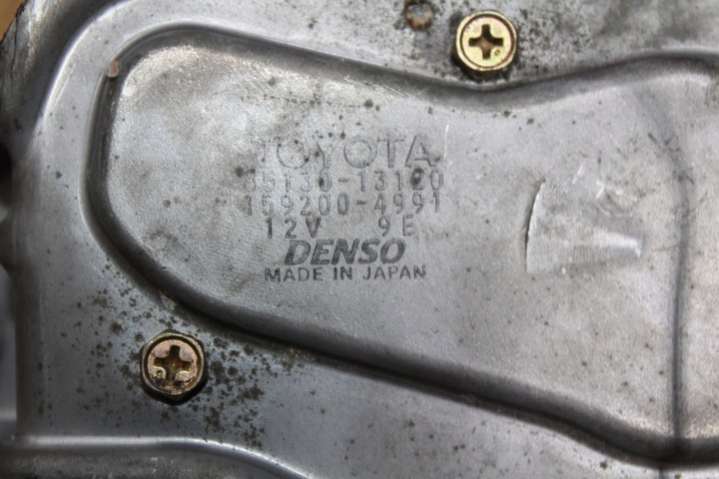 TOYOTA
85130-13120
159200-4991
12V 9E
DENSO
MADE IN JAPAN